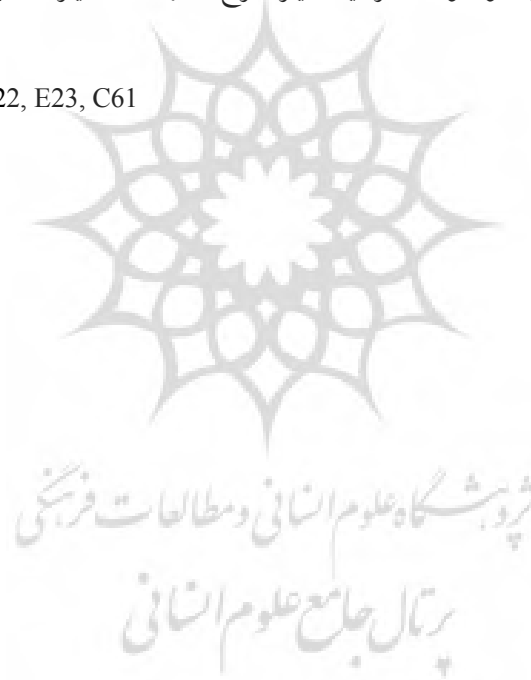 22, E23, C61
پژوهشگاه علوم انسانی و مطالعات فرهنگی
پرتال جامع علوم انسانی